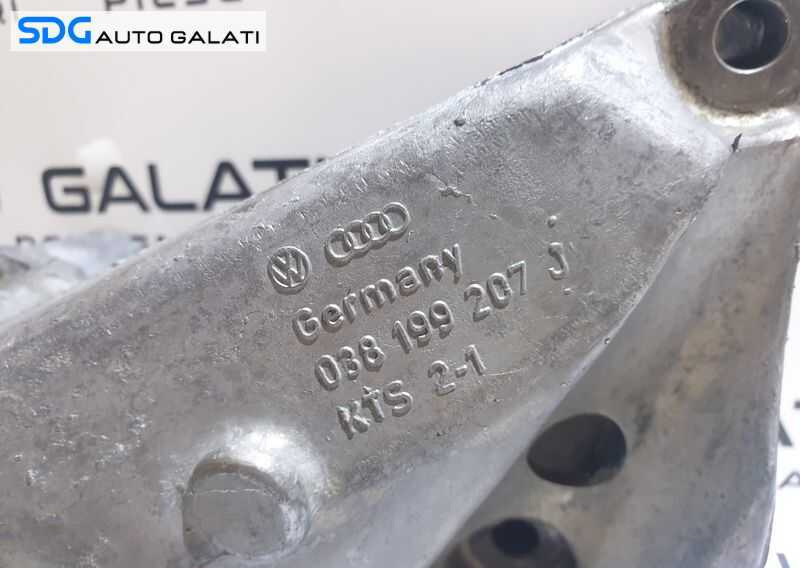 SDG AUTO GALATI
GALATI
Germany
038 199 207 J
KTS 2-1